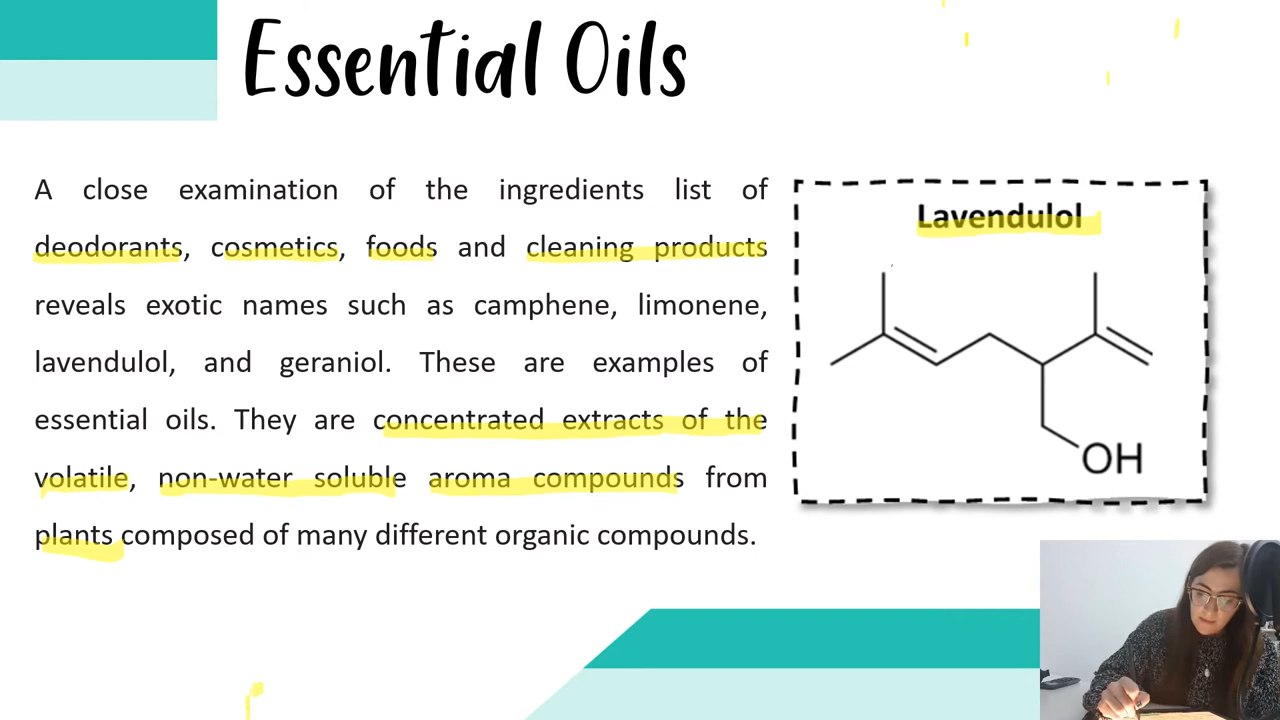 Essential Oils
A close examination of the ingredients list of
deodorants, cosmetics, foods and cleaning products
reveals exotic names such as camphene, limonene,
lavendulol, and geraniol. These are examples of
essential oils. They are concentrated extracts of the
volatile, non-water soluble aroma compounds from
plants composed of many different organic compounds.
Lavendulol
OH